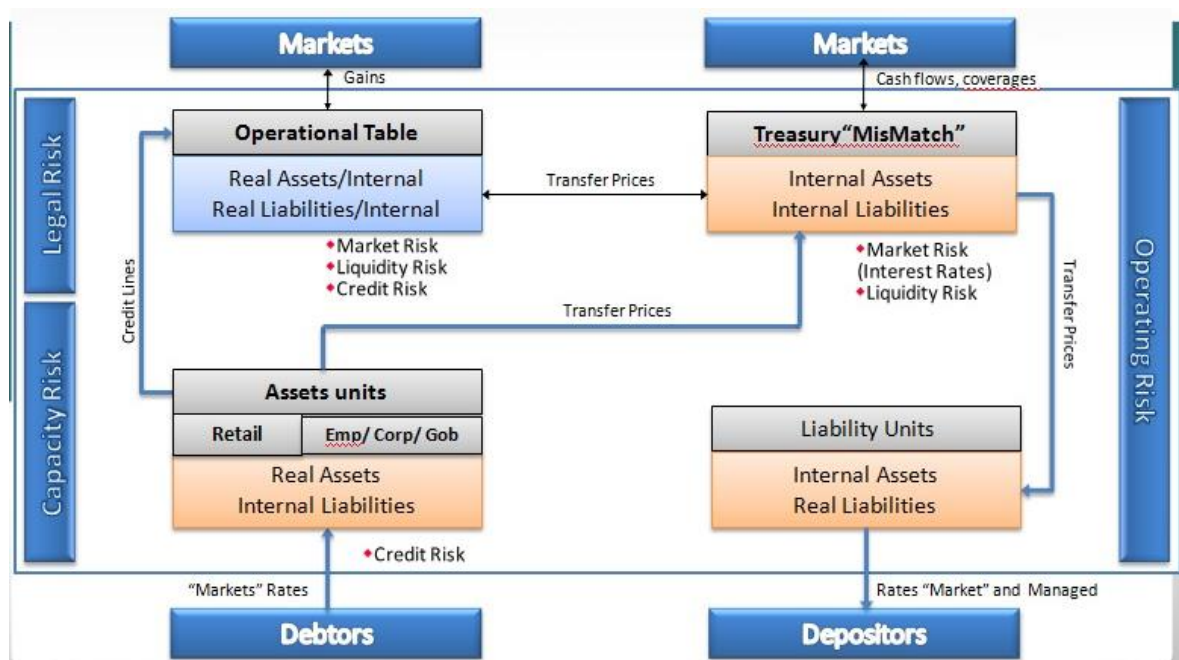 Markets
Markets
Gains
Cash flows, coverages
Legal Risk
Capacity Risk
Operating Risk
Operational Table
Real Assets/Internal
Real Liabilities/Internal
Market Risk
Liquidity Risk
Credit Risk
Transfer Prices
Treasury“MisMatch”
Internal Assets
Internal Liabilities
Market Risk
(Interest Rates)
Liquidity Risk
Credit Lines
Transfer Prices
Transfer Prices
Assets units
Retail
Emp/ Corp/ Gob
Real Assets
Internal Liabilities
Liability Units
Internal Assets
Real Liabilities
Credit Risk
“Markets” Rates
Rates “Market” and Managed
Debtors
Depositors